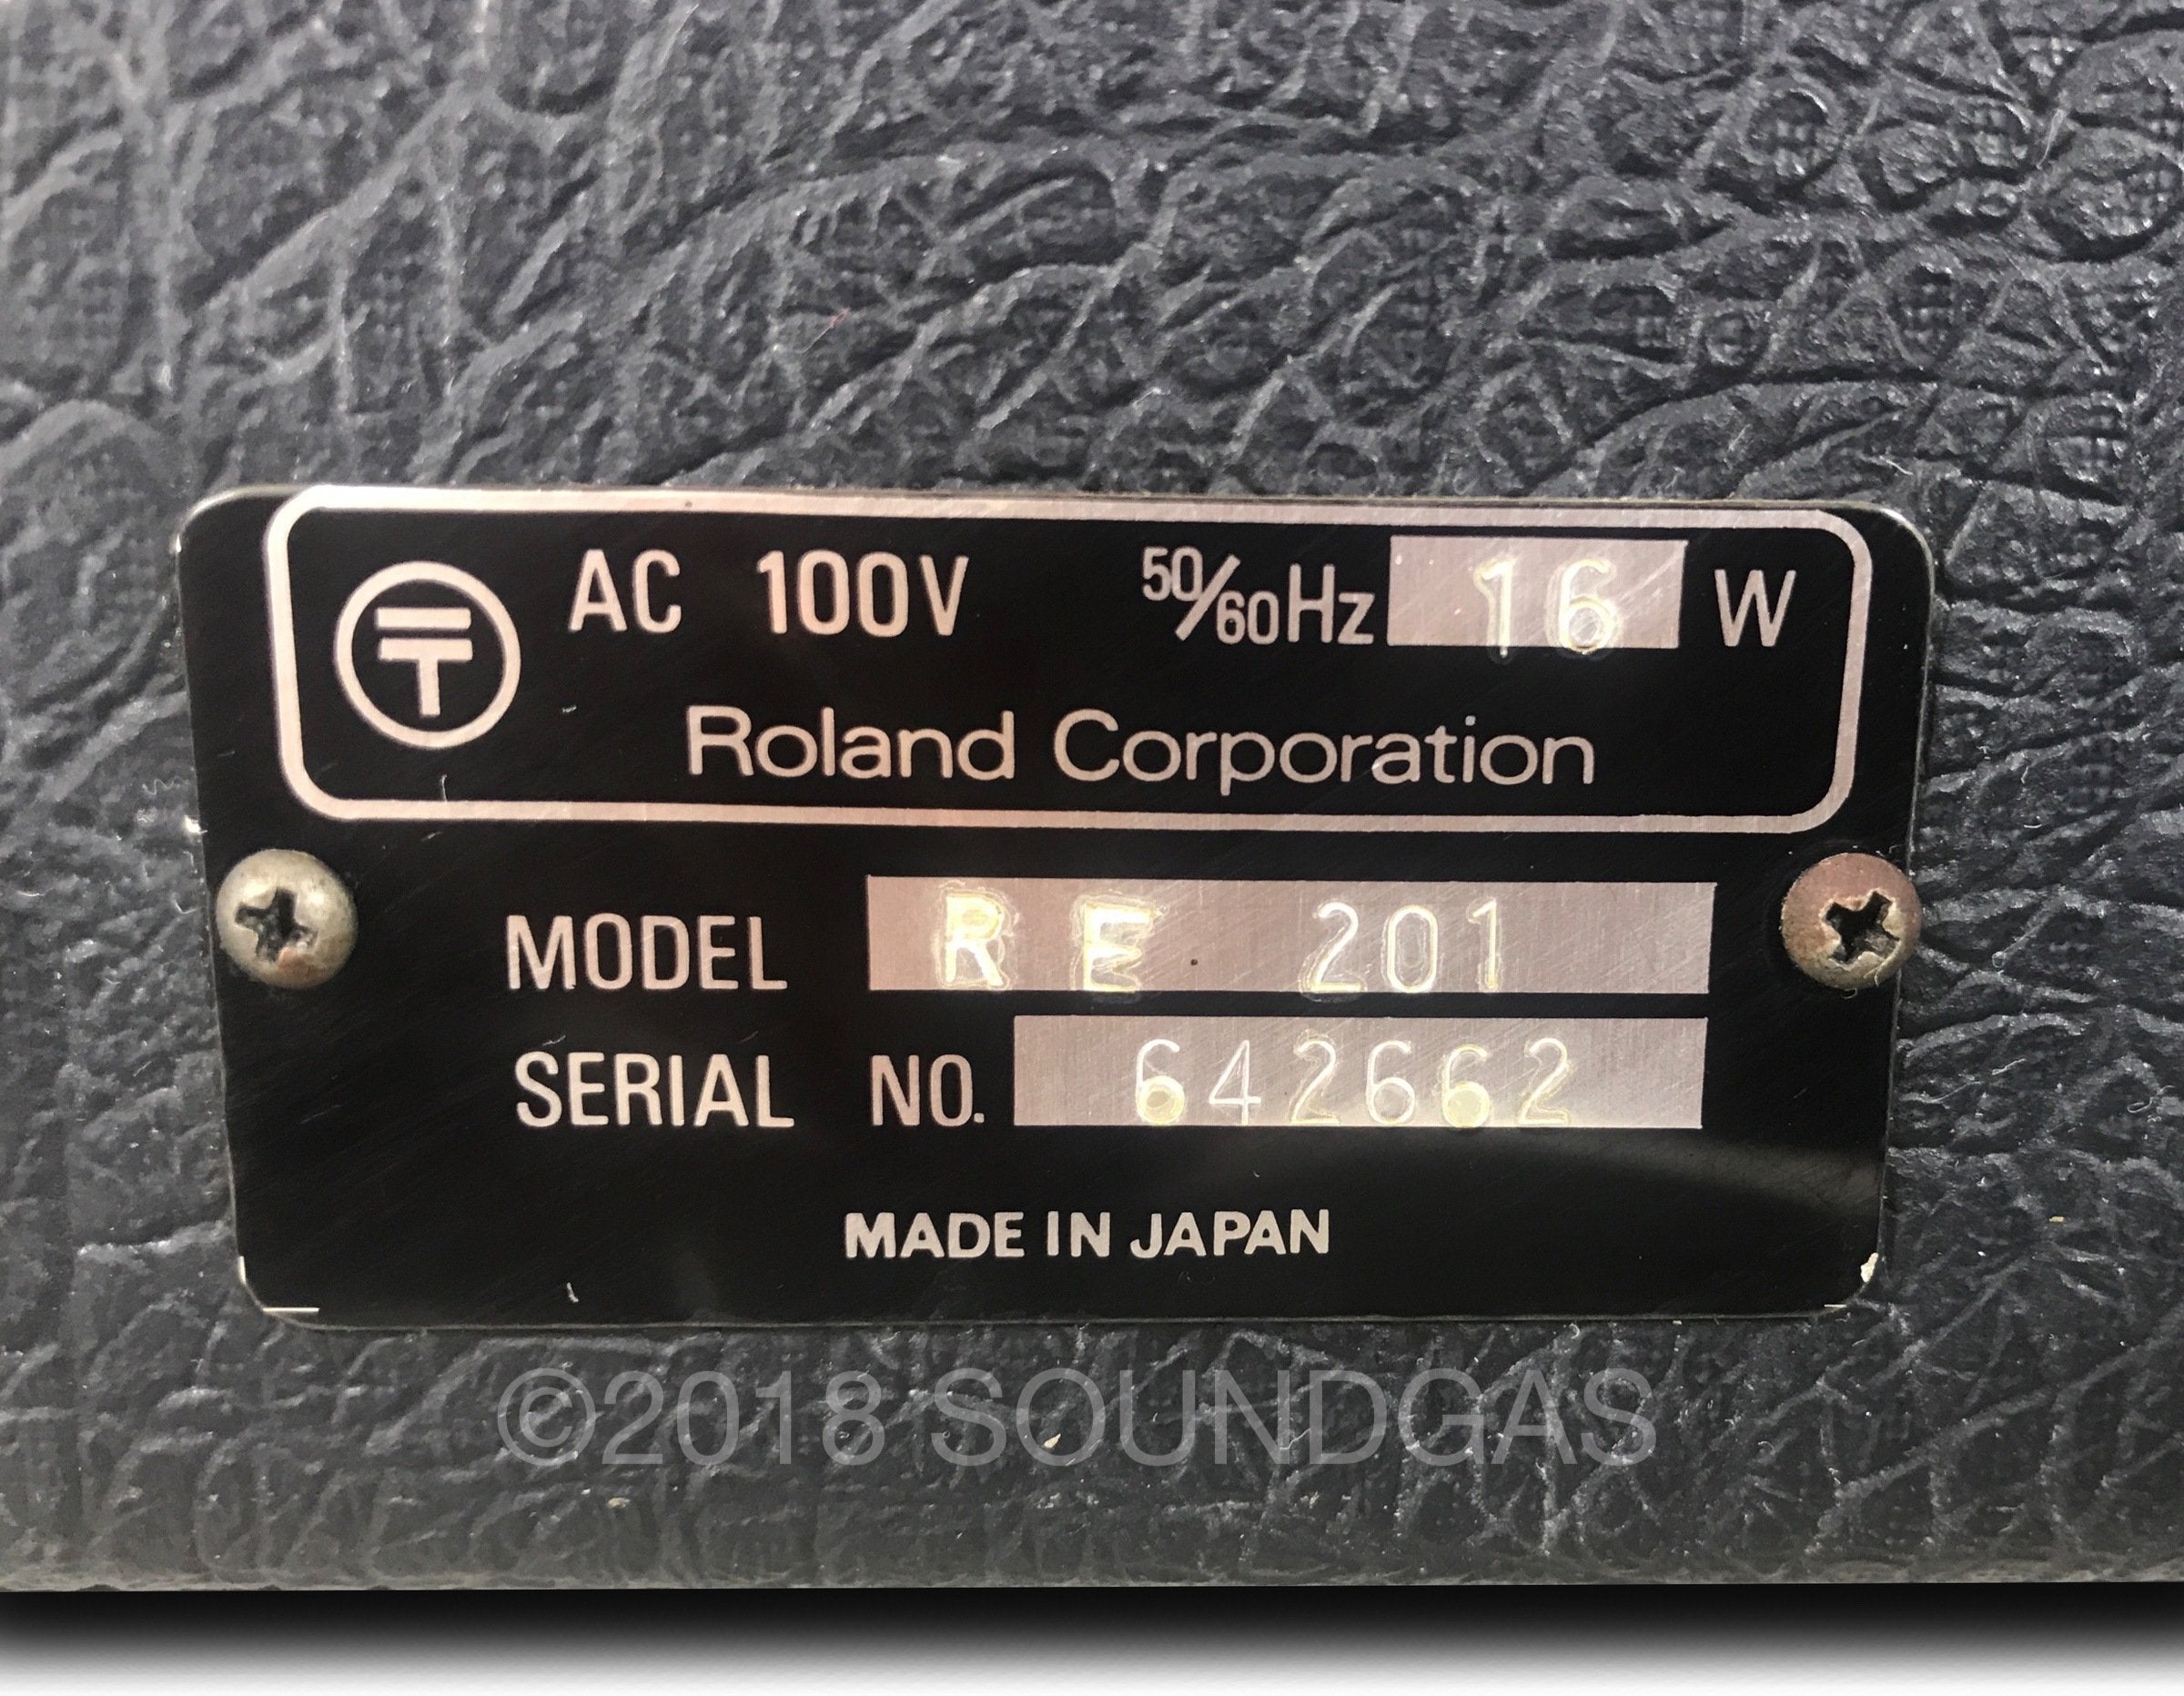 〒 AC 100V 50/60Hz 16 W
Roland Corporation
MODEL RE 201
SERIAL NO. 642662
MADE IN JAPAN
©2018 SOUNDGAS